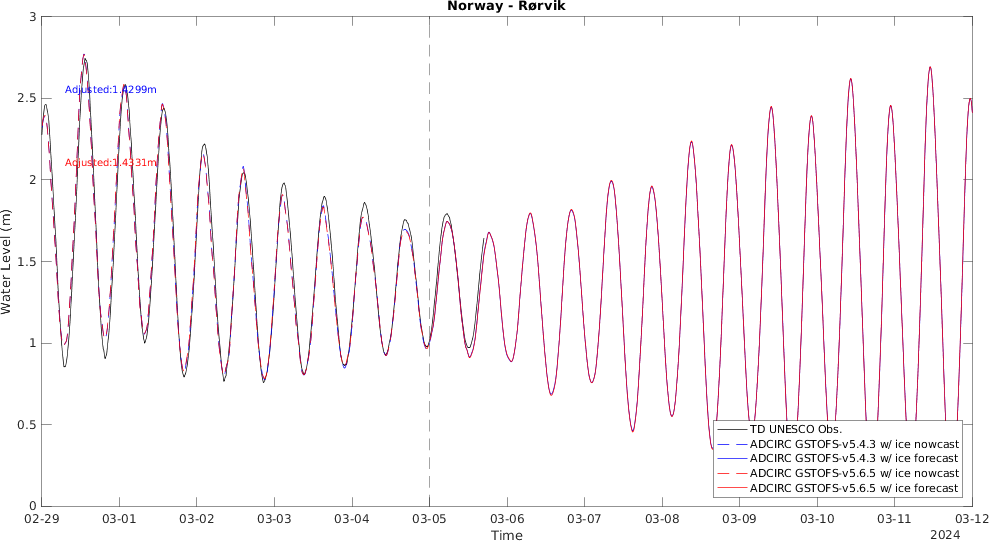 Norway - Rørvik
3
2.5
2
1.5
1
0.5
0
Water Level (m)
Adjusted:1.4299m
Adjusted:1.4331m
TD UNESCO Obs.
ADCIRC GSTOFS-v5.4.3 w/ ice nowcast
ADCIRC GSTOFS-v5.4.3 w/ ice forecast
ADCIRC GSTOFS-v5.6.5 w/ ice nowcast
ADCIRC GSTOFS-v5.6.5 w/ ice forecast
02-29 03-01 03-02 03-03 03-04 03-05 03-06 03-07 03-08 03-09 03-10 03-11 03-12
Time
2024